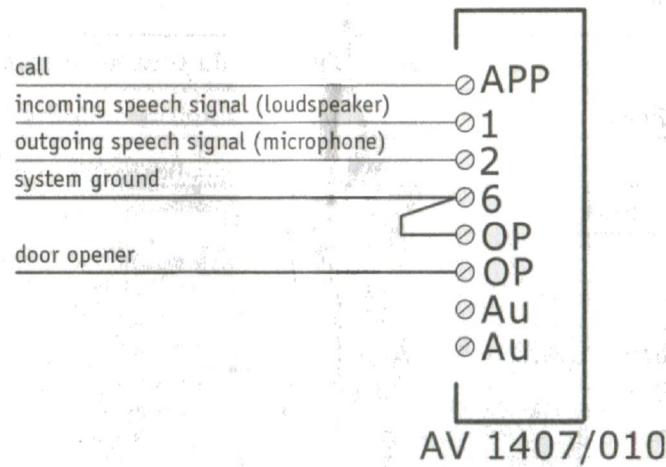 call
APP
incoming speech signal (loudspeaker)
1
outgoing speech signal (microphone)
2
system ground
6
OP
door opener
OP
Au
Au
AV 1407/010